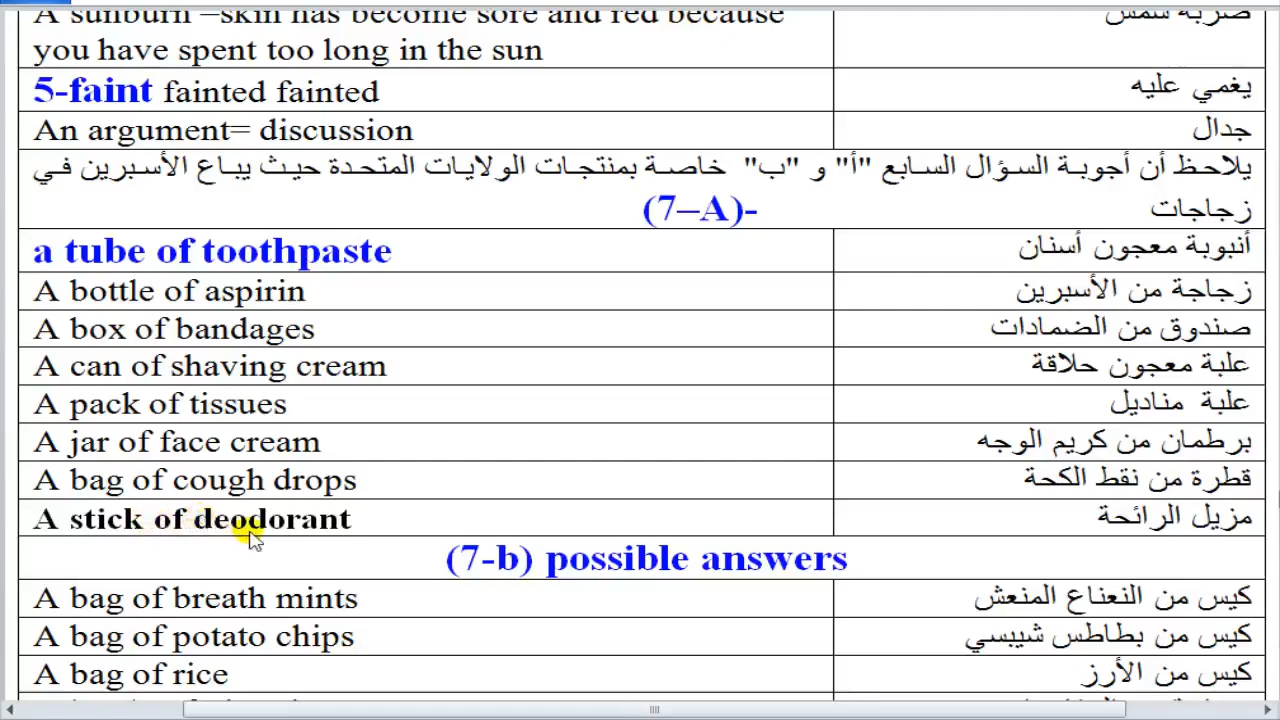 A sunburn –skin has become sore and red because
you have spent too long in the sun
ضربة شمس
5-faint fainted fainted
يغمي عليه
An argument= discussion
جدال
يلاحظ أن أجوبة السؤال السابع "أ" و "ب" خاصة بمنتجات الولايات المتحدة حيث يباع الأسبرين في
زجاجات
(7–A)-
a tube of toothpaste
أنبوبة معجون أسنان
A bottle of aspirin
زجاجة من الأسبرين
A box of bandages
صندوق من الضمادات
A can of shaving cream
علبة معجون حلاقة
A pack of tissues
علبة مناديل
A jar of face cream
برطمان من كريم الوجه
A bag of cough drops
قطرة من نقط الكحة
A stick of deodorant
مزيل الرائحة
(7-b) possible answers
A bag of breath mints
كيس من النعناع المنعش
A bag of potato chips
كيس من بطاطس شيبسي
A bag of rice
كيس من الأرز